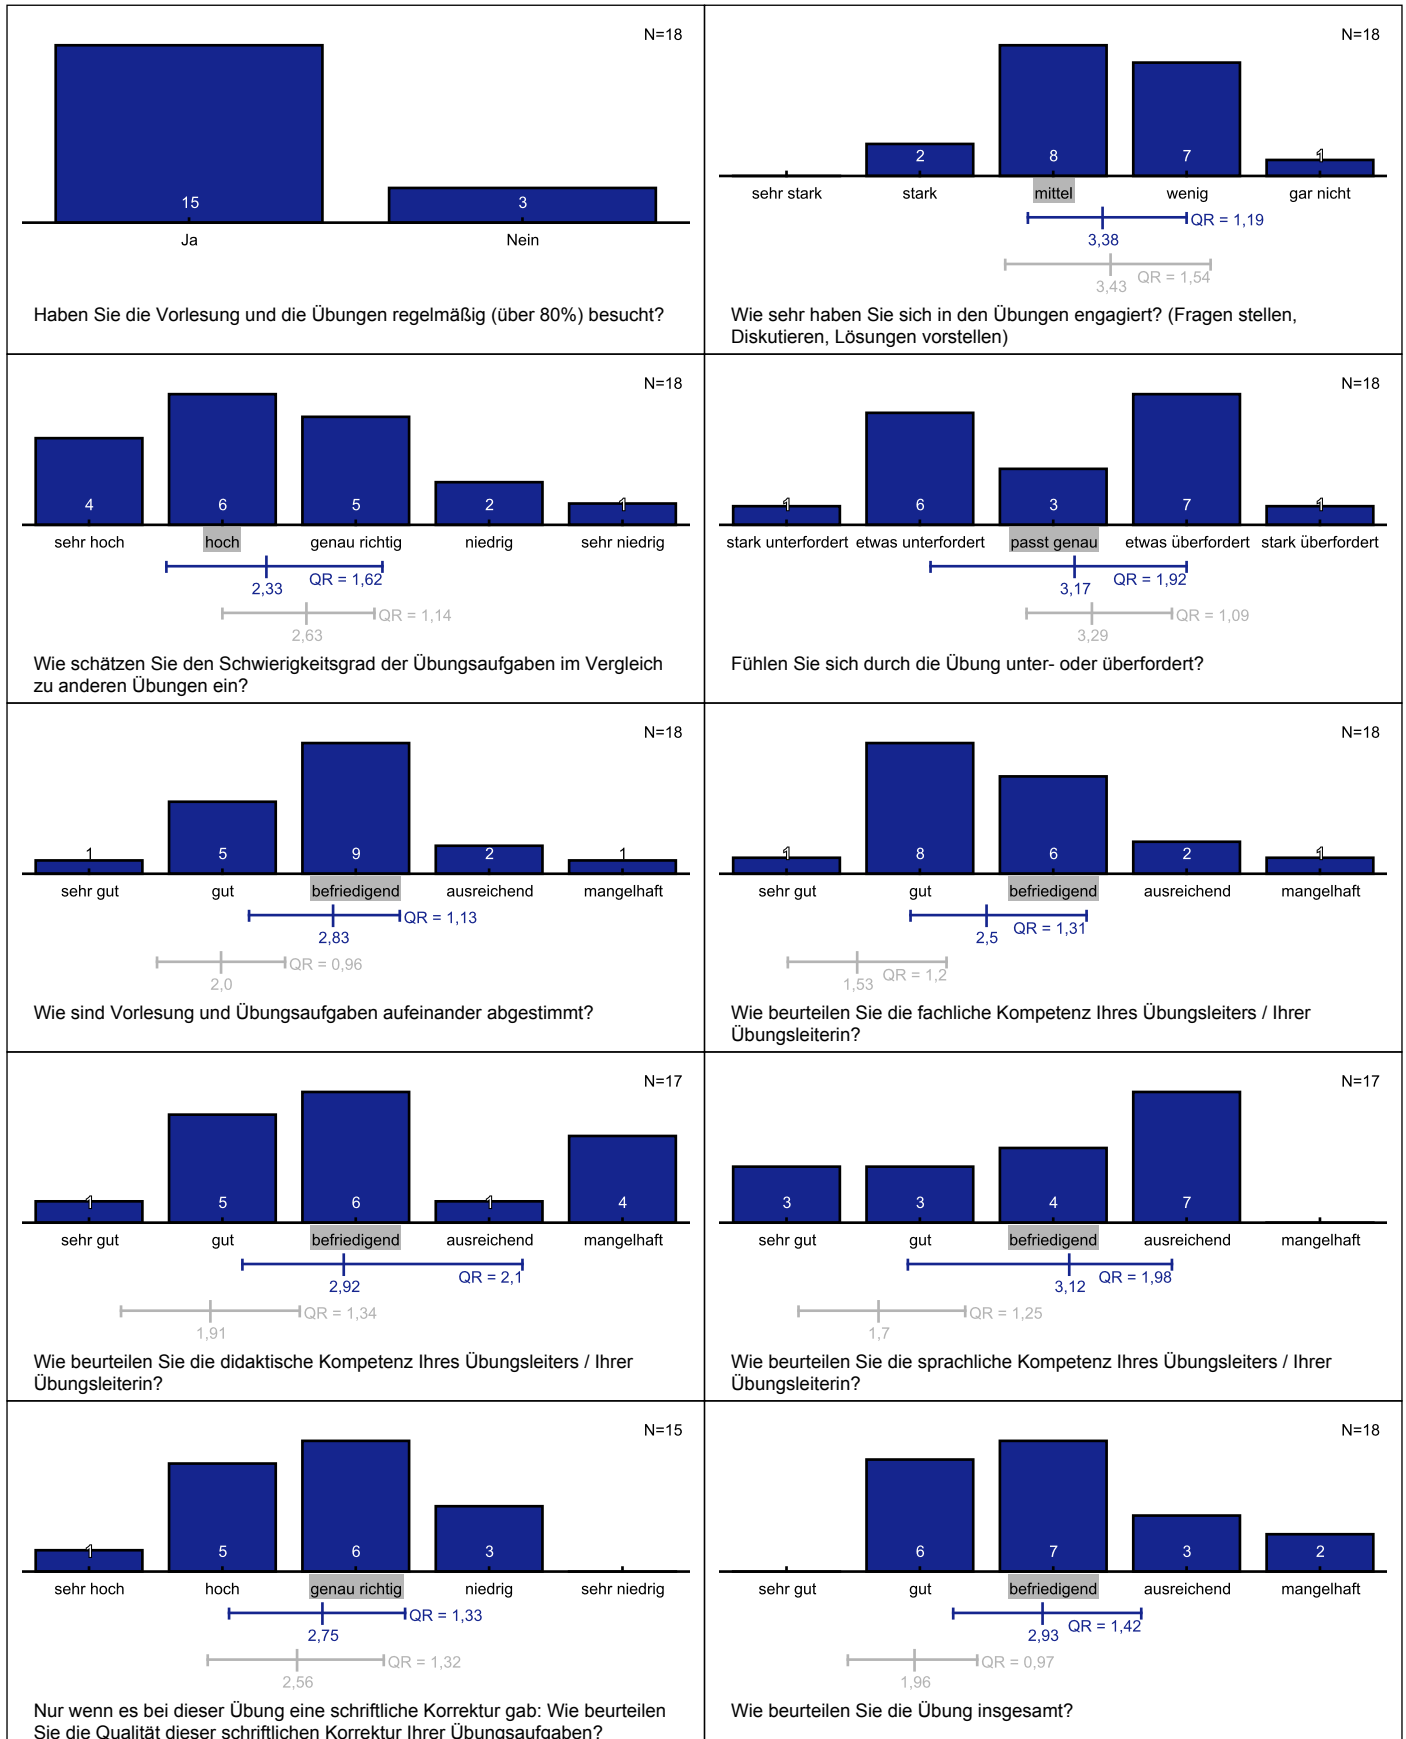 N=18
15
3
Ja
Nein
Haben Sie die Vorlesung und die Übungen regelmäßig (über 80%) besucht?
N=18
2
8
7
1
sehr stark
stark
mittel
wenig
gar nicht
QR = 1,19
3,38
QR = 1,54
3,43
Wie sehr haben Sie sich in den Übungen engagiert? (Fragen stellen,
Diskutieren, Lösungen vorstellen)
N=18
4
6
5
2
1
sehr hoch
hoch
genau richtig
niedrig
sehr niedrig
QR = 1,62
2,33
QR = 1,14
2,63
Wie schätzen Sie den Schwierigkeitsgrad der Übungsaufgaben im Vergleich
zu anderen Übungen ein?
N=18
1
6
3
7
1
stark unterfordert
etwas unterfordert
passt genau
etwas überfordert
stark überfordert
QR = 1,92
3,17
QR = 1,09
3,29
Fühlen Sie sich durch die Übung unter- oder überfordert?
N=18
1
5
9
2
1
sehr gut
gut
befriedigend
ausreichend
mangelhaft
QR = 1,13
2,83
QR = 0,96
2,0
Wie sind Vorlesung und Übungsaufgaben aufeinander abgestimmt?
N=18
1
8
6
2
1
sehr gut
gut
befriedigend
ausreichend
mangelhaft
QR = 1,31
2,5
QR = 1,2
1,53
Wie beurteilen Sie die fachliche Kompetenz Ihres Übungsleiters / Ihrer
Übungsleiterin?
N=17
1
5
6
1
4
sehr gut
gut
befriedigend
ausreichend
mangelhaft
QR = 2,1
2,92
QR = 1,34
1,91
Wie beurteilen Sie die didaktische Kompetenz Ihres Übungsleiters / Ihrer
Übungsleiterin?
N=17
3
3
4
7
sehr gut
gut
befriedigend
ausreichend
mangelhaft
QR = 1,98
3,12
QR = 1,25
1,7
Wie beurteilen Sie die sprachliche Kompetenz Ihres Übungsleiters / Ihrer
Übungsleiterin?
N=15
1
5
6
3
sehr hoch
hoch
genau richtig
niedrig
sehr niedrig
QR = 1,33
2,75
QR = 1,32
2,56
Nur wenn es bei dieser Übung eine schriftliche Korrektur gab: Wie beurteilen
Sie die Qualität dieser schriftlichen Korrektur Ihrer Übungsaufgaben?
N=18
6
7
3
2
sehr gut
gut
befriedigend
ausreichend
mangelhaft
QR = 1,42
2,93
QR = 0,97
1,96
Wie beurteilen Sie die Übung insgesamt?